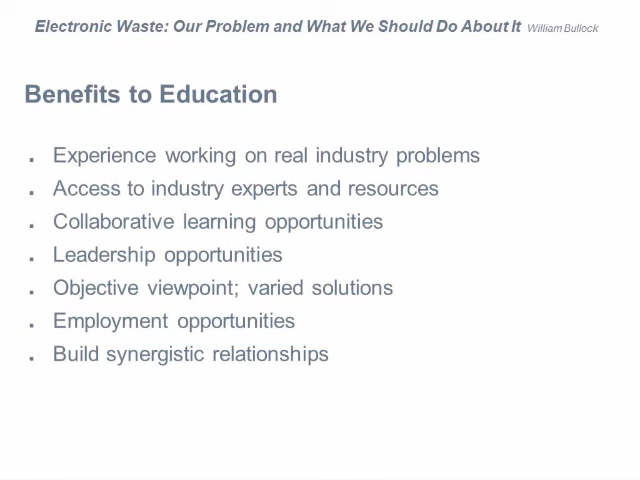 Electronic Waste: Our Problem and What We Should Do About It William Bullock
Benefits to Education
. Experience working on real industry problems
. Access to industry experts and resources
. Collaborative learning opportunities
. Leadership opportunities
. Objective viewpoint; varied solutions
. Employment opportunities
. Build synergistic relationships